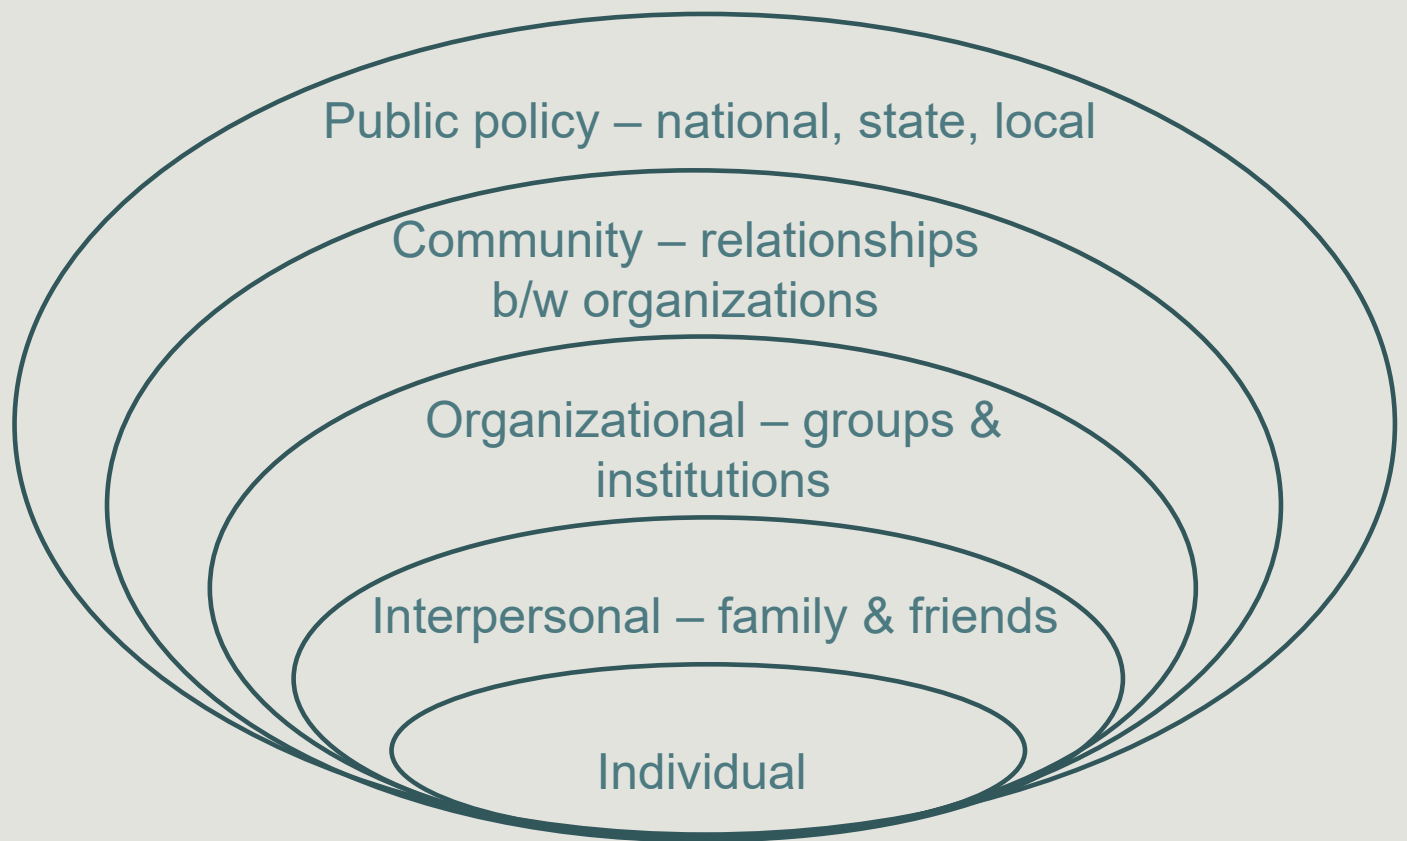 Public policy – national, state, local
Community – relationships
b/w organizations
Organizational – groups &
institutions
Interpersonal – family & friends
Individual